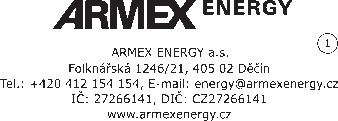 ARMEX ENERGY
1
ARMEX ENERGY a.s.
Folknářská 1246/21, 405 02 Děčín
Tel.: +420 412 154 154, E-mail: energy@armexenergy.cz
IČ: 27266141, DIČ: CZ27266141
www.armexenergy.cz